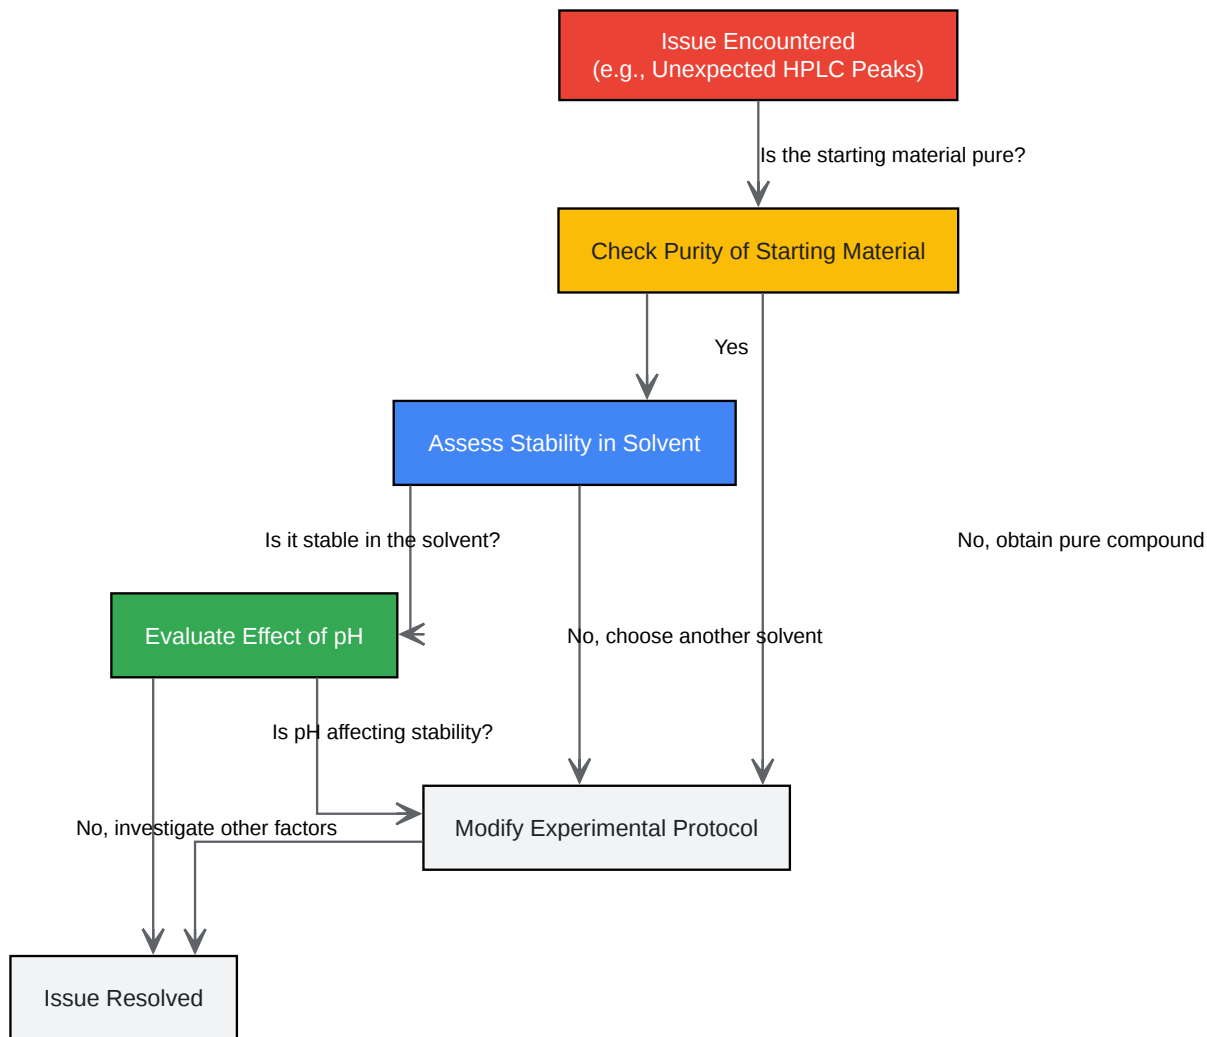 Issue Encountered
(e.g., Unexpected HPLC Peaks)
Is the starting material pure?
Check Purity of Starting Material
Yes
Assess Stability in Solvent
Is it stable in the solvent?
No, obtain pure compound
Evaluate Effect of pH
No, choose another solvent
Is pH affecting stability?
No, investigate other factors
Modify Experimental Protocol
Issue Resolved